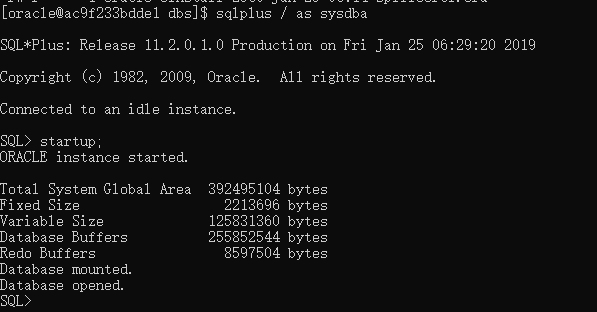 [oracle@ac9f233bdde1 dbs]$ sqlplus / as sysdba
SQL*Plus: Release 11.2.0.1.0 Production on Fri Jan 25 06:29:20 2019
Copyright (c) 1982, 2009, Oracle.  All rights reserved.
Connected to an idle instance.
SQL> startup;
ORACLE instance started.
Total System Global Area  392495104 bytes
Fixed Size                  2213696 bytes
Variable Size             125831360 bytes
Database Buffers          255852544 bytes
Redo Buffers                8597504 bytes
Database mounted.
Database opened.
SQL>